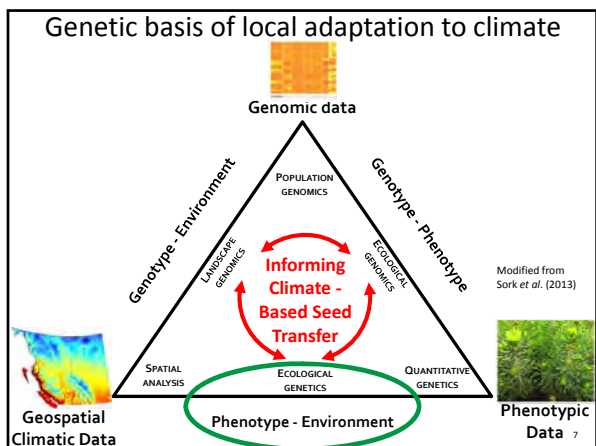 Genetic basis of local adaptation to climate
Genomic data
Genotype - Environment
Genotype - Phenotype
POPULATION
GENOMICS
LANDSCAPE
GENOMICS
ECOLOGICAL
GENOMICS
Informing
Climate -
Based Seed
Transfer
Modified from
Sork et al. (2013)
SPATIAL
ANALYSIS
ECOLOGICAL
GENETICS
QUANTITATIVE
GENETICS
Geospatial
Climatic Data
Phenotype - Environment
Phenotypic
Data 7